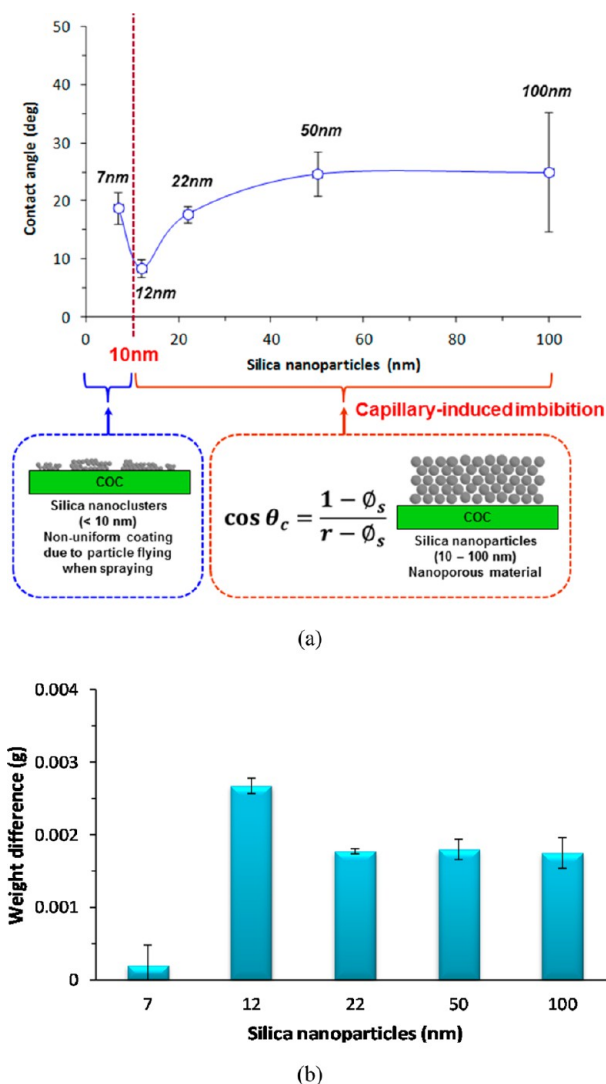 50
40
30
20
10
0
Contact angle (deg)
7nm
12nm
22nm
50nm
100nm
0
10nm
20
40
60
80
100
Silica nanoparticles (nm)
Capillary-induced imbibition
COC
Silica nanoclusters
(< 10 nm)
Non-uniform coating
due to particle flying
when spraying
cos θc = (1 − ∅s)/(r − ∅s)
COC
Silica nanoparticles
(10 – 100 nm)
Nanoporous material
(a)
0.004
0.003
0.002
0.001
0
Weight difference (g)
7
12
22
50
100
Silica nanoparticles (nm)
(b)